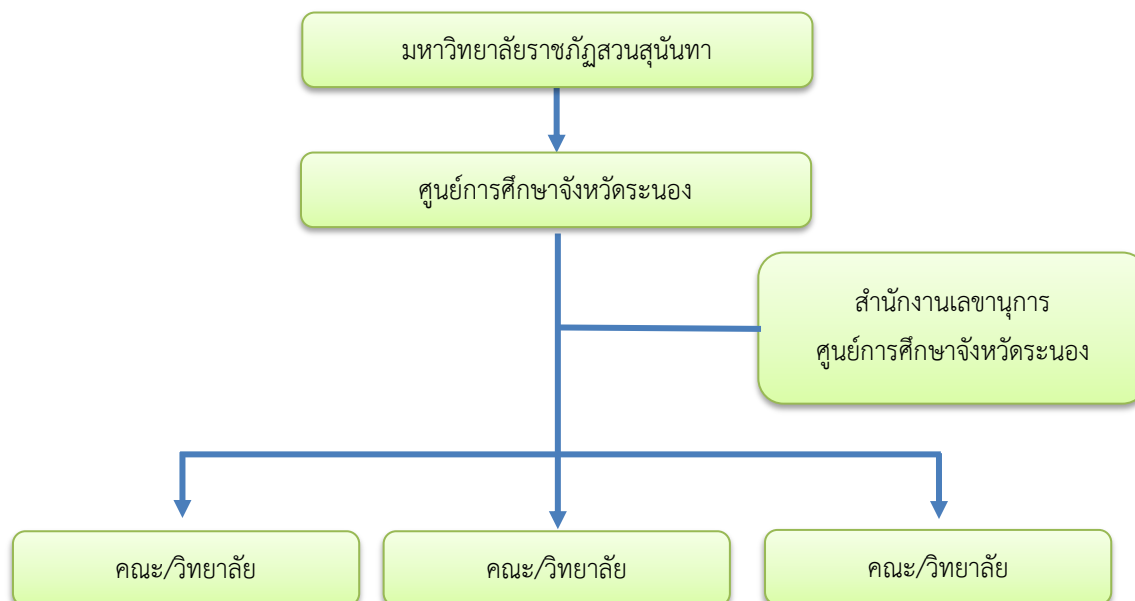 มหาวิทยาลัยราชภัฏสวนสุนันทา
ศูนย์การศึกษาจังหวัดระนอง
สำนักงานเลขานุการ
ศูนย์การศึกษาจังหวัดระนอง
คณะ/วิทยาลัย
คณะ/วิทยาลัย
คณะ/วิทยาลัย